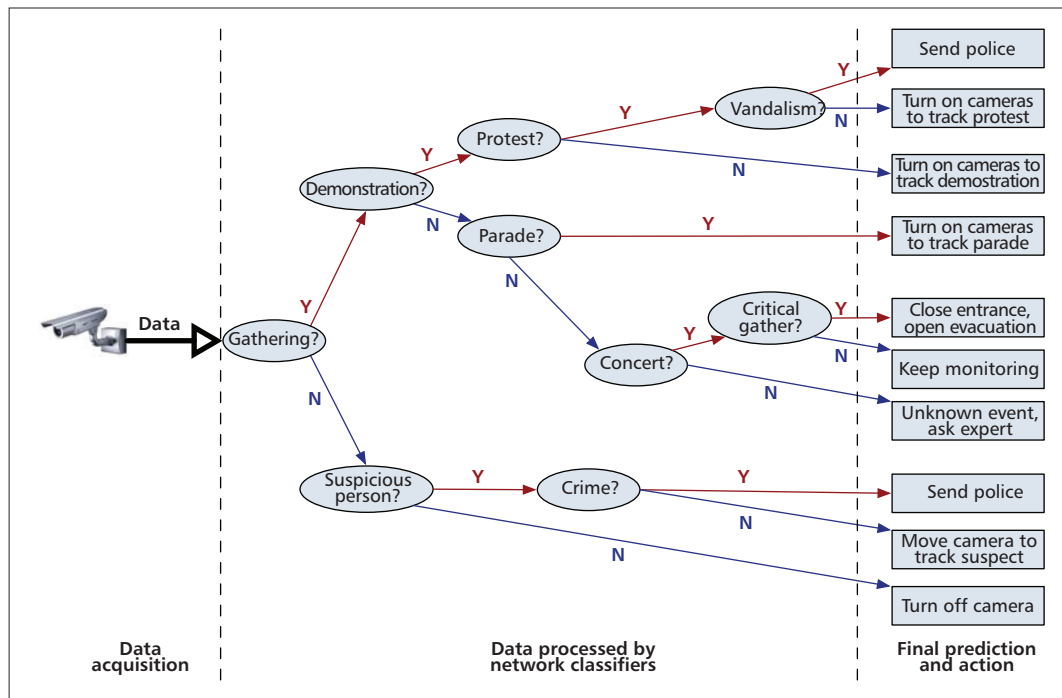 Send police
Y
Vandalism?
N
Turn on cameras
to track protest
Y
Protest?
Y
N
Turn on cameras to
track demostration
Demonstration?
N
Parade?
Y
Turn on cameras
to track parade
N
Y
Data
Gathering?
Critical
gather?
Y
Close entrance,
open evacuation
N
Keep monitoring
Y
Concert?
N
Unknown event,
ask expert
N
Suspicious
person?
Y
Crime?
Y
Send police
N
Move camera to
track suspect
N
Turn off camera
Data
acquisition
Data processed by
network classifiers
Final prediction
and action